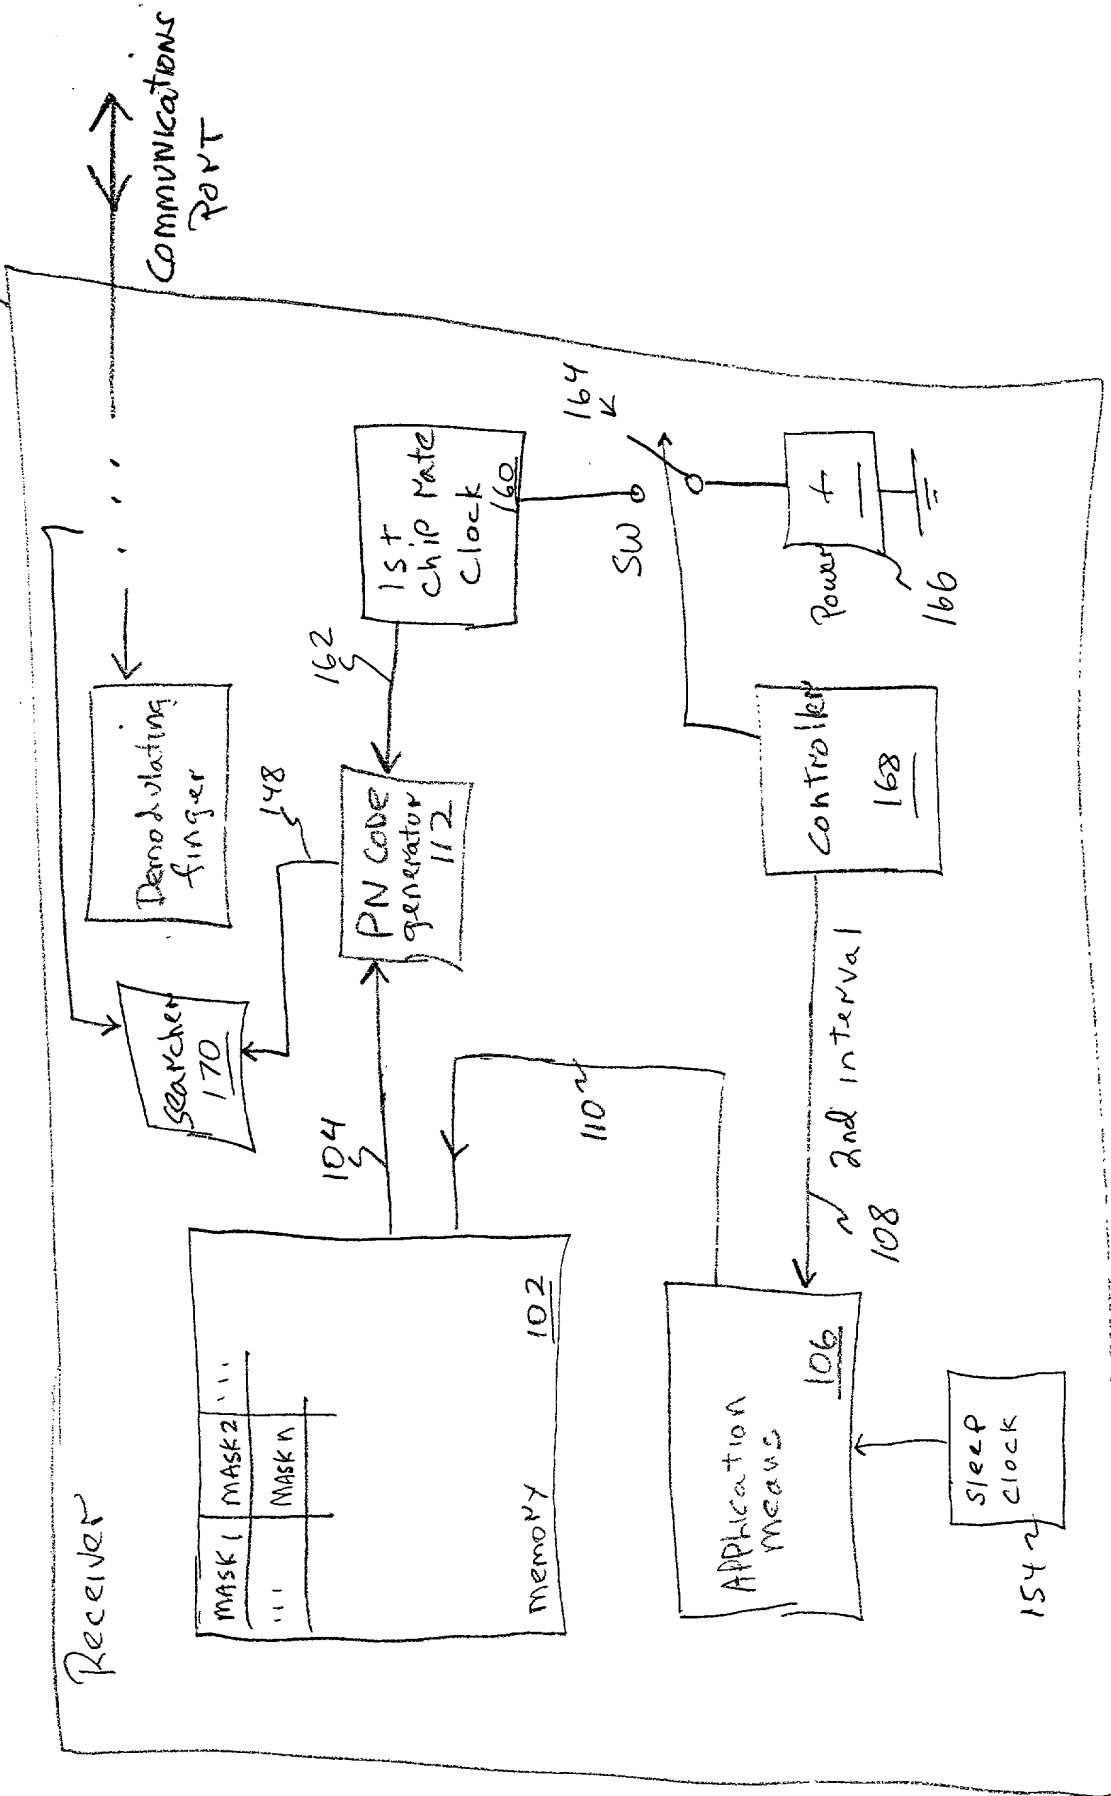 Receiver
COMMUNICATIONS
PORT
MASK 1
MASK2
...
...
MASK n
memory
102
searcher
170
Demodulating
finger
148
104
162
PN CODE
generator
112
1st
chip rate
clock
160
164
SW
110
Application
means
106
2nd interval
108
controller
168
Power
+
166
Sleep
clock
154